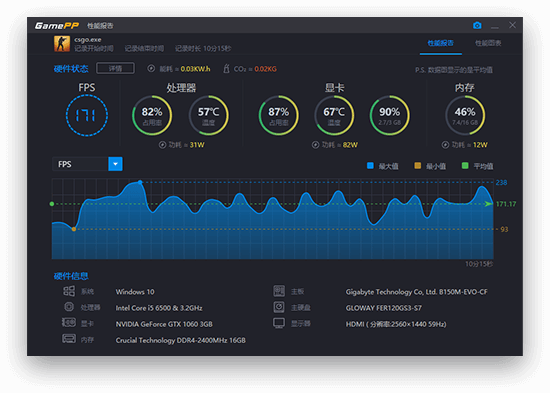 GamePP 性能报告
csgo.exe
记录开始时间 记录结束时间 记录时长 10分15秒
性能报告 性能图表
硬件状态 详情 能耗 ≈ 0.03KW.h CO₂ ≈ 0.02KG
P.S. 数据图显示的是平均值
FPS 处理器 显卡 内存
171
82% 占用率
57℃ 温度
87% 占用率
67℃ 温度
90% 2.7/3 GB
46% 7.4/16 GB
功耗 ≈ 31W 功耗 ≈ 82W 功耗 ≈ 12W
FPS 最大值 最小值 平均值
238
171.17
93
10分15秒
硬件信息
系统 Windows 10 主板 Gigabyte Technology Co, Ltd. B150M-EVO-CF
处理器 Intel Core i5 6500 & 3.2GHz 主硬盘 GLOWAY FER120GS3-S7
显卡 NVIDIA GeForce GTX 1060 3GB 显示器 HDMI ( 分辨率:2560×1440 59Hz)
内存 Crucial Technology DDR4-2400MHz 16GB